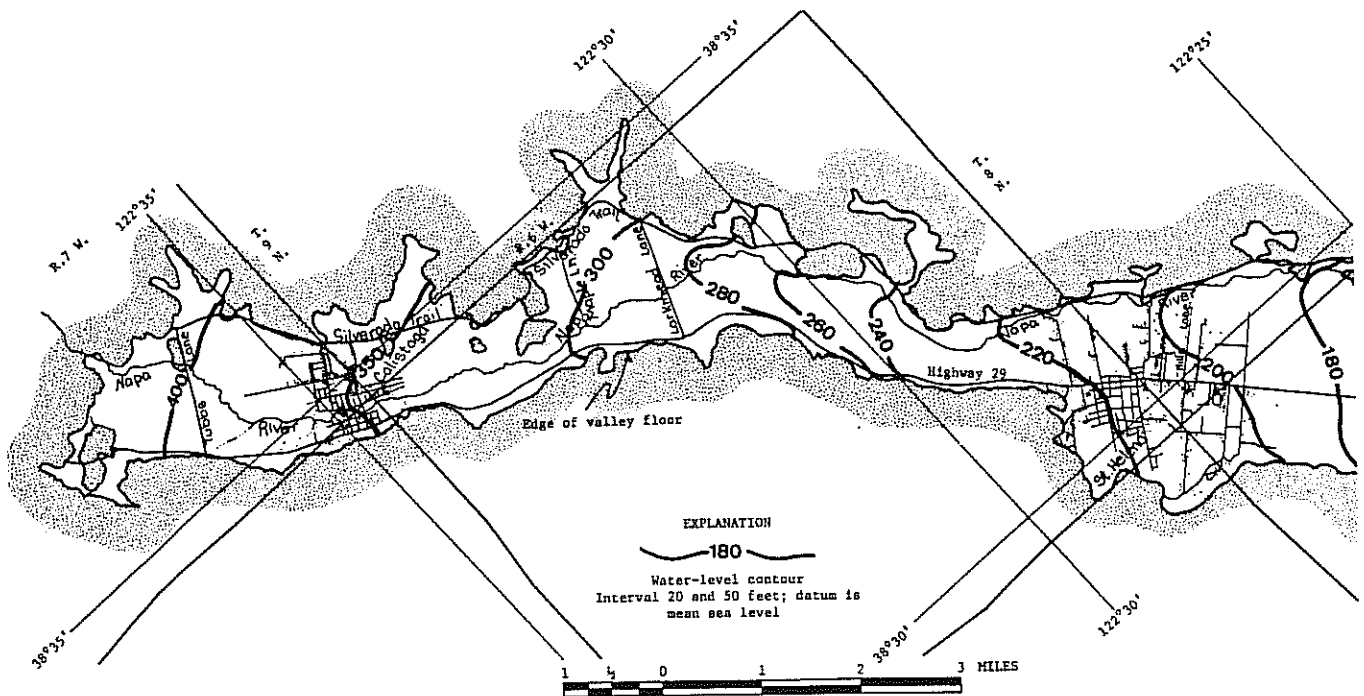 122°30'
38°35'
122°25'
T. 8 N.
R.7 W.
122°35'
T. 9 N.
R.6 W.
Silverado Trail
Lane
300
Larkmead Lane
River
280
260
240
Silverado Trail
Calistoga
350
400
Napa
River
Napa
220
River
200
180
Highway 29
St. Helena
Edge of valley floor
EXPLANATION
180
Water-level contour
Interval 20 and 50 feet; datum is
mean sea level
38°35'
38°30'
122°30'
1 ½ 0 1 2 3 MILES